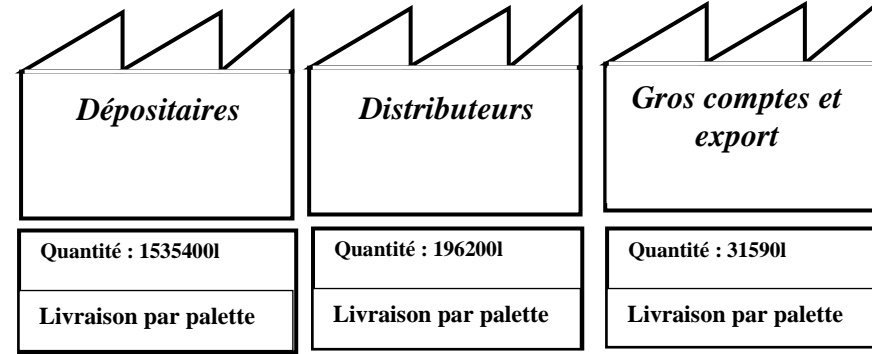 Dépositaires
Distributeurs
Gros comptes et
export
Quantité : 1535400l
Quantité : 196200l
Quantité : 31590l
Livraison par palette
Livraison par palette
Livraison par palette